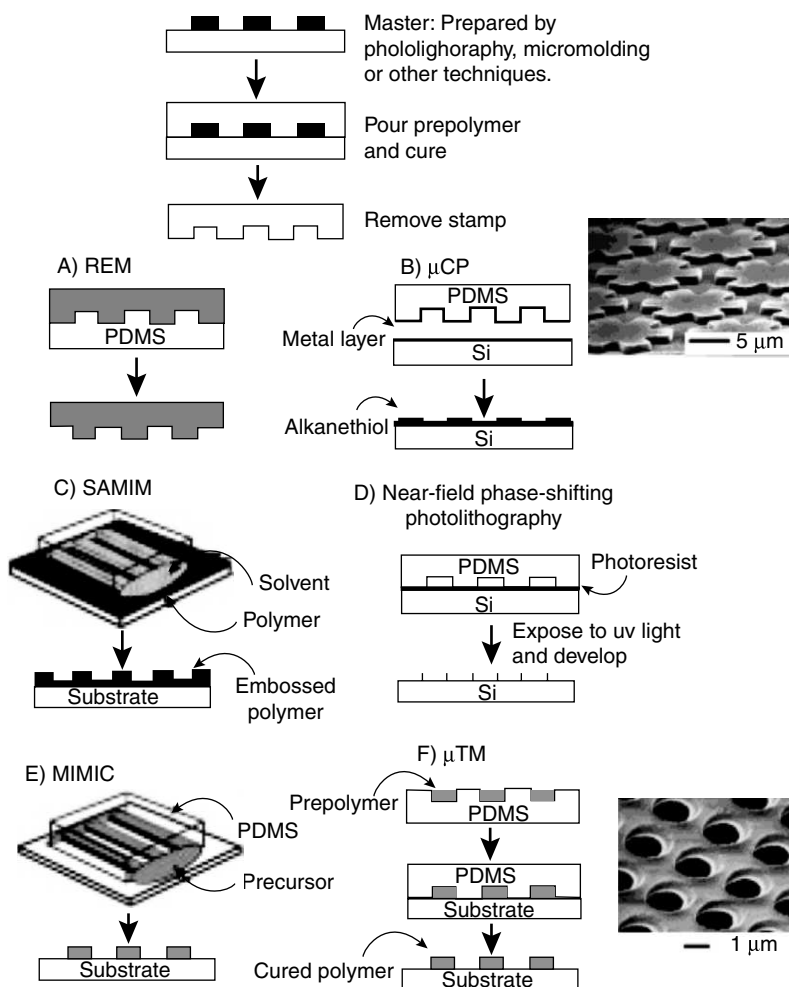 Master: Prepared by
phololighoraphy, micromolding
or other techniques.
Pour prepolymer
and cure
Remove stamp
A) REM
PDMS
B) μCP
PDMS
Metal layer
Si
Alkanethiol
Si
5 μm
C) SAMIM
Solvent
Polymer
Substrate
Embossed
polymer
D) Near-field phase-shifting
photolithography
PDMS
Photoresist
Si
Expose to uv light
and develop
Si
E) MIMIC
PDMS
Precursor
Substrate
F) μTM
Prepolymer
PDMS
PDMS
Substrate
Cured polymer
Substrate
1 μm